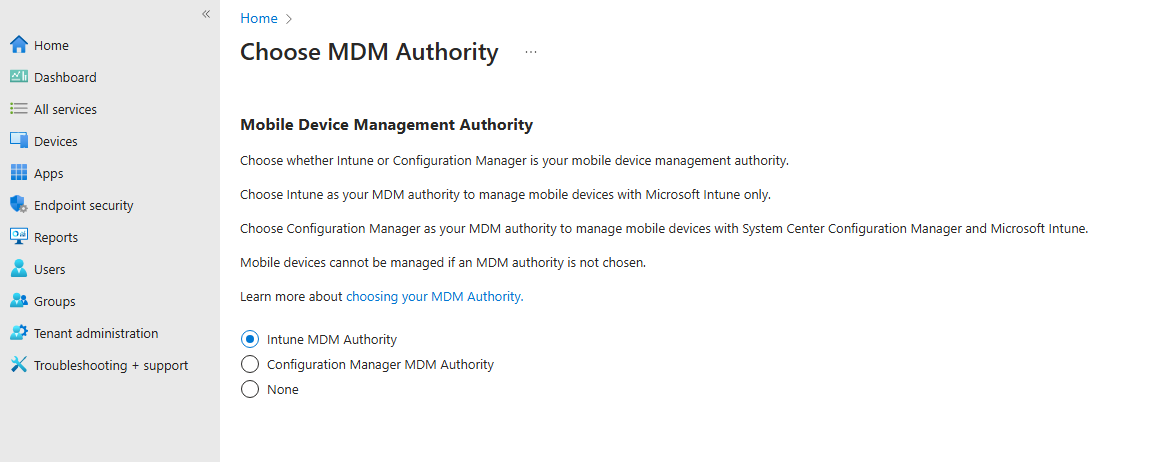 «
Home
Dashboard
All services
Devices
Apps
Endpoint security
Reports
Users
Groups
Tenant administration
Troubleshooting + support
Home >
Choose MDM Authority ...
Mobile Device Management Authority
Choose whether Intune or Configuration Manager is your mobile device management authority.
Choose Intune as your MDM authority to manage mobile devices with Microsoft Intune only.
Choose Configuration Manager as your MDM authority to manage mobile devices with System Center Configuration Manager and Microsoft Intune.
Mobile devices cannot be managed if an MDM authority is not chosen.
Learn more about choosing your MDM Authority.
Intune MDM Authority
Configuration Manager MDM Authority
None